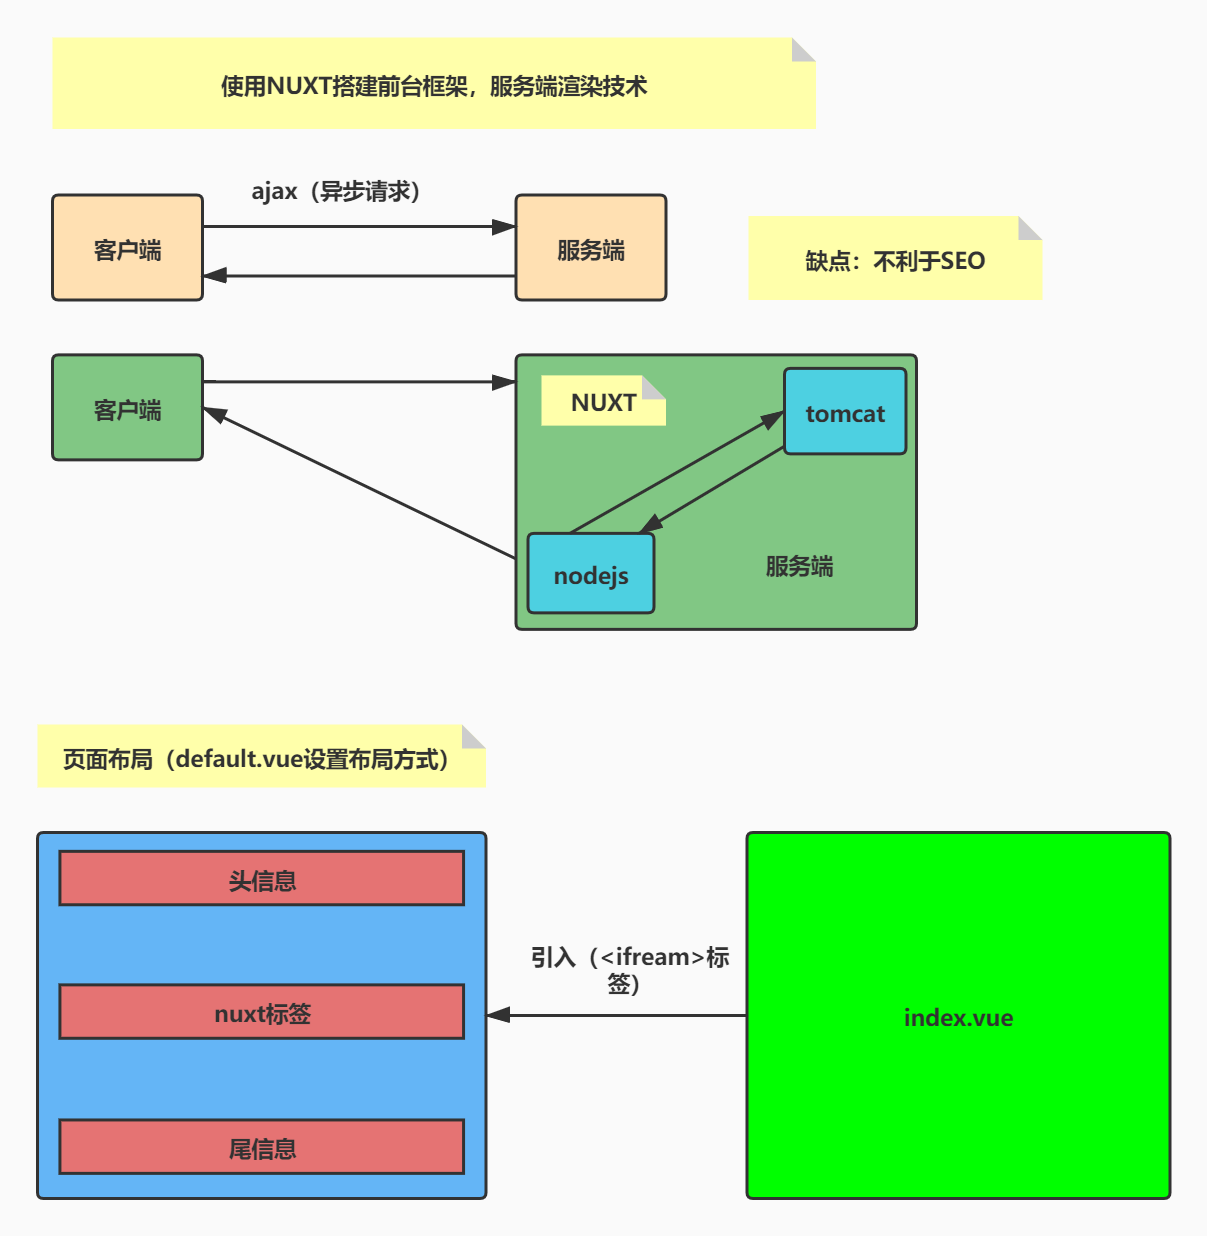 使用NUXT搭建前台框架，服务端渲染技术
ajax（异步请求）
客户端
服务端
缺点：不利于SEO
客户端
NUXT
tomcat
nodejs
服务端
页面布局（default.vue设置布局方式）
头信息
nuxt标签
尾信息
引入（<ifream>标
签）
index.vue